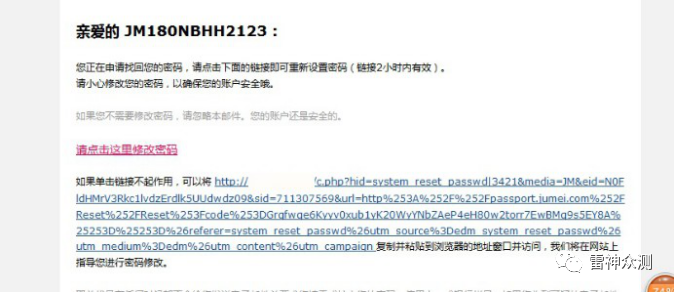 亲爱的 JM180NBHH2123：
您正在申请找回您的密码，请点击下面的链接即可重新设置密码（链接2小时内有效）。
请小心修改您的密码，以确保您的账户安全哦。
如果您不需要修改密码，请忽略本邮件。您的账户还是安全的。
请点击这里修改密码
如果单击链接不起作用，可以将 http:// /c.php?hid=system_reset_passwd|3421&media=JM&eid=N0F
ldHMrV3Rkc1lvdzErdlk5UUdwdz09&sid=711307569&url=http%253A%252F%252Fpassport.jumei.com%252F
Reset%252FReset%253Fcode%253DGrqfwqe6Kyyv0xub1yK20WyYNbZAeP4eH80w2torr7EwBMq9s5EY8A%
25253D%25253D%26referer=system_reset_passwd%26utm_source%3Dedm_system_reset_passwd%26
utm_medium%3Dedm%26utm_content%26utm_campaign 复制并粘贴到浏览器的地址窗口并访问，我们将在网站上
指导您进行密码修改。
雷神众测